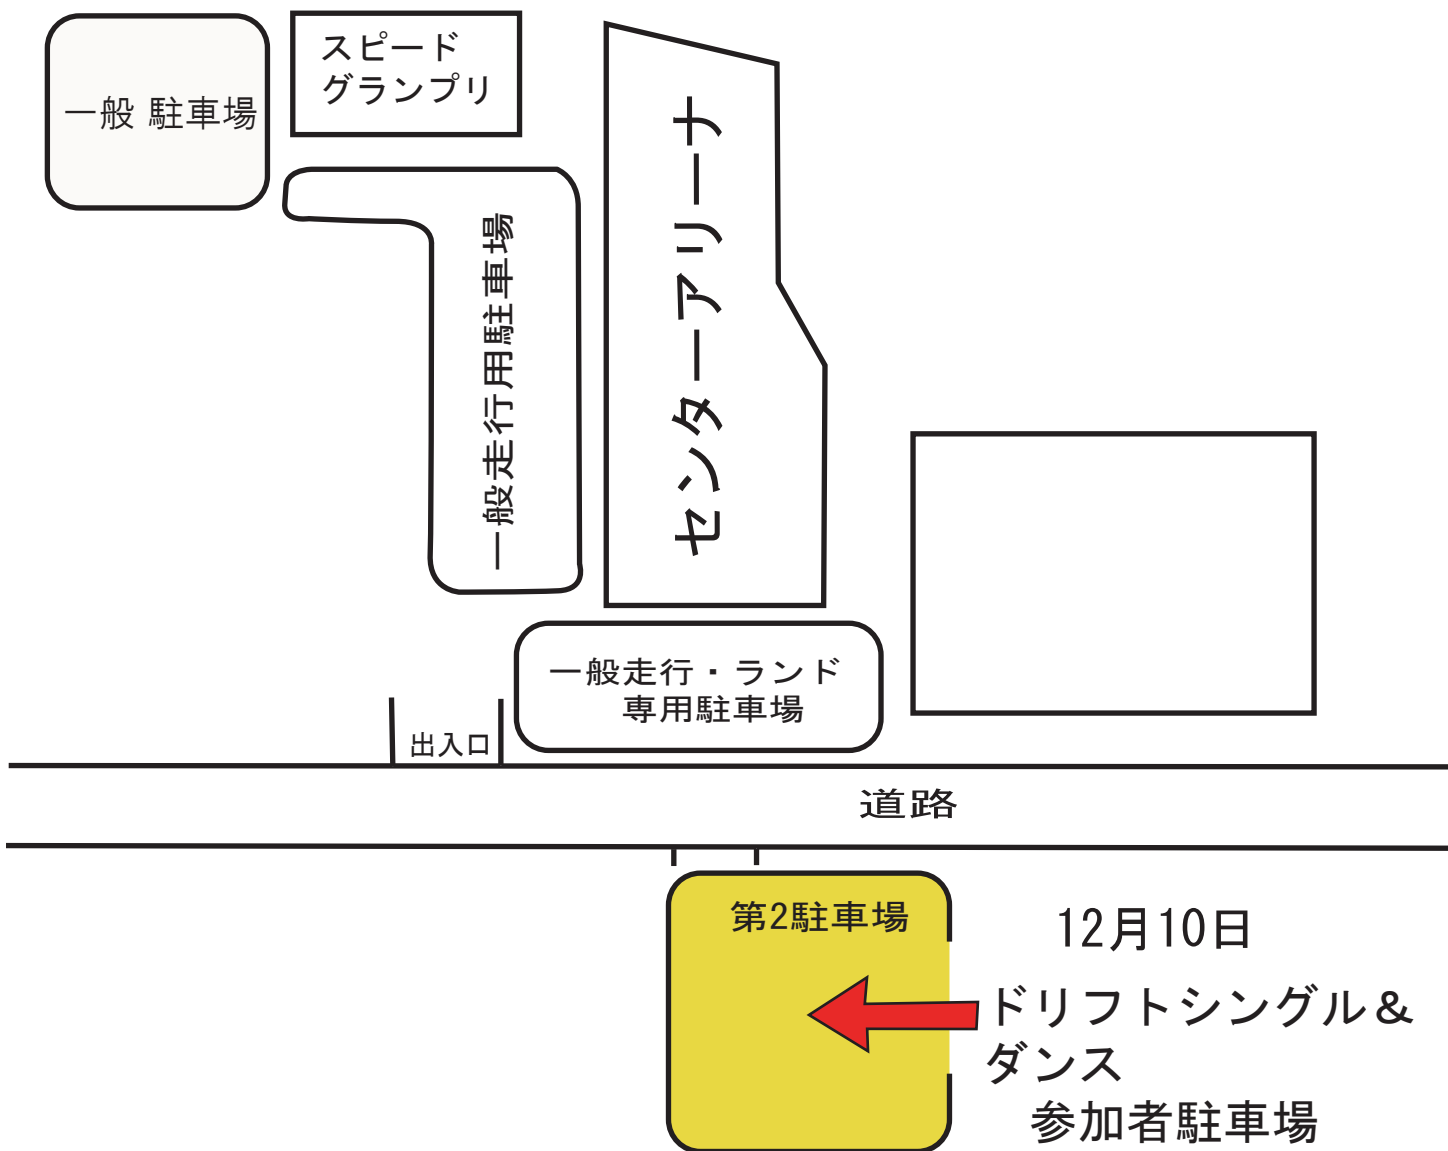 一般 駐車場
スピード
グランプリ
センターアリーナ
一般走行用駐車場
一般走行・ランド
専用駐車場
出入口
道路
第2駐車場
12月10日
ドリフトシングル＆
ダンス
参加者駐車場